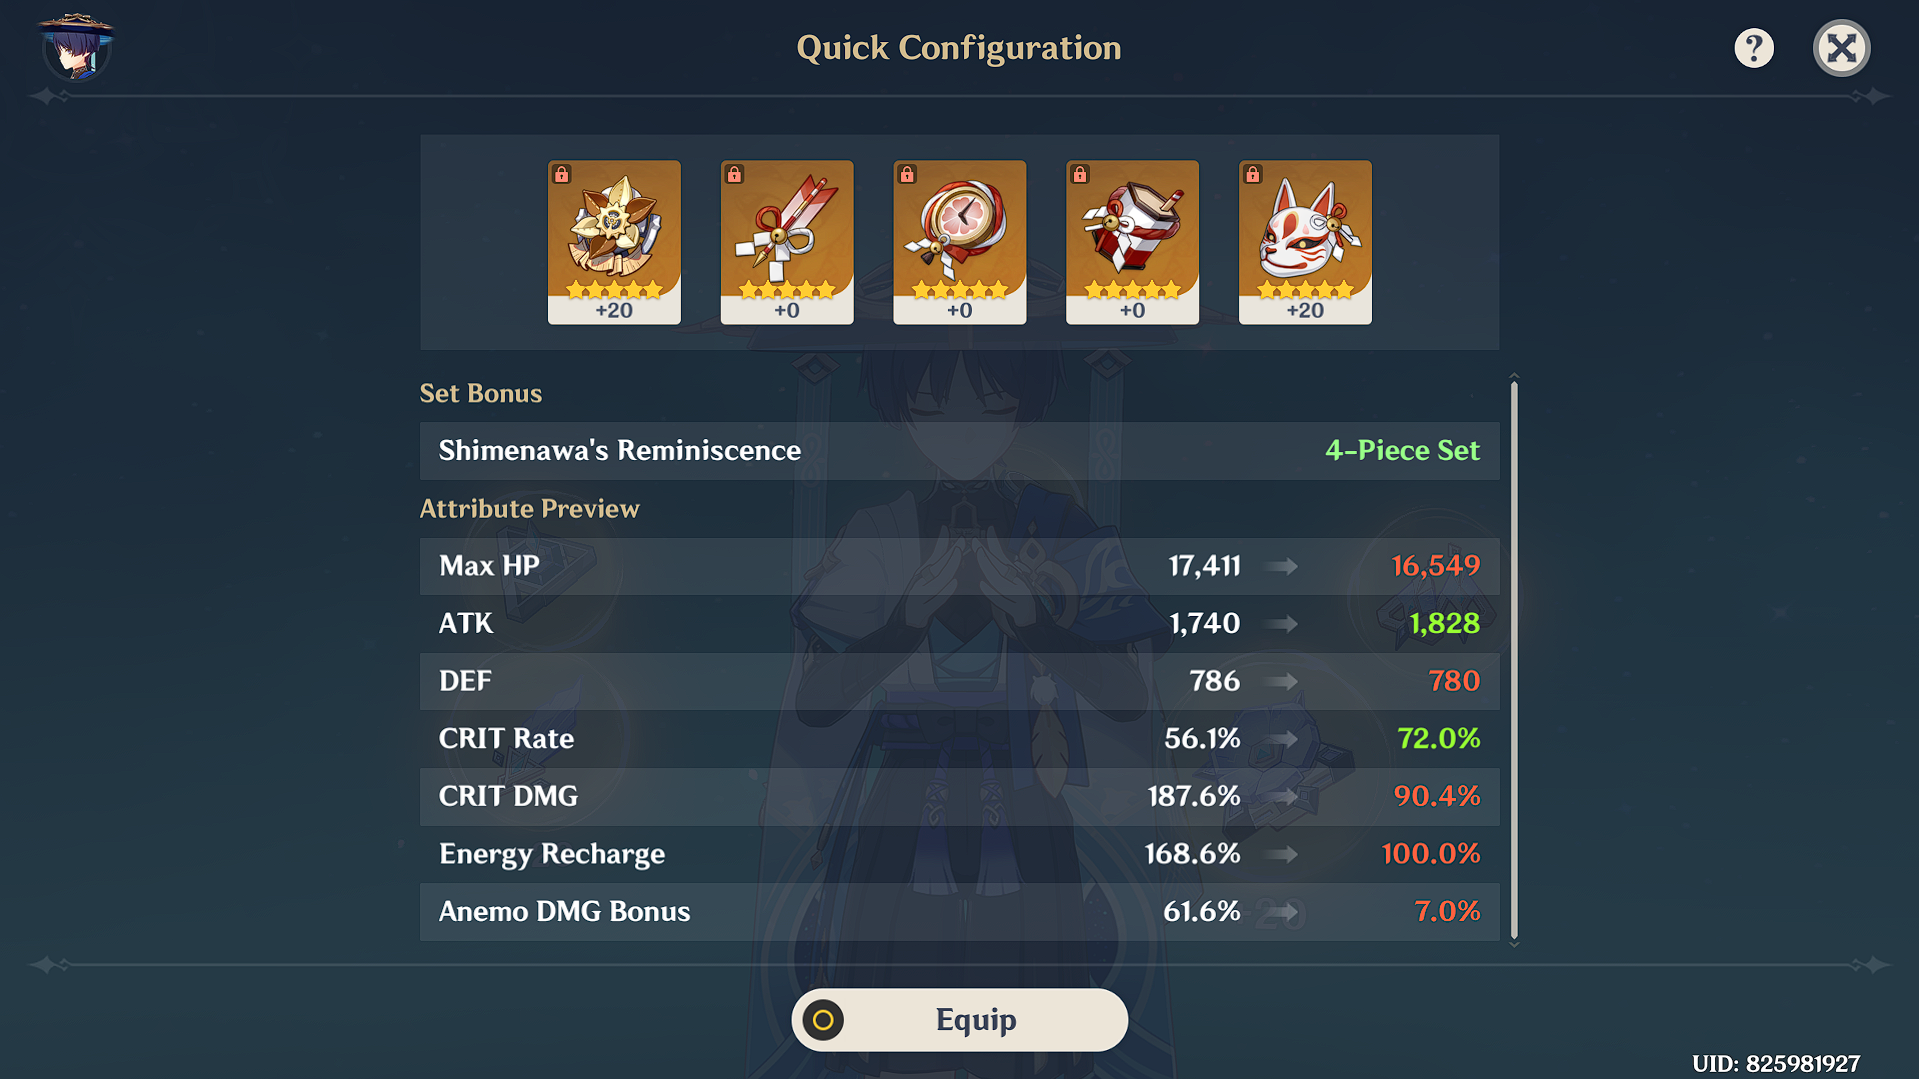 Quick Configuration
?
+20
+0
+0
+0
+20
Set Bonus
Shimenawa's Reminiscence 4-Piece Set
Attribute Preview
Max HP 17,411 16,549
ATK 1,740 1,828
DEF 786 780
CRIT Rate 56.1% 72.0%
CRIT DMG 187.6% 90.4%
Energy Recharge 168.6% 100.0%
Anemo DMG Bonus 61.6% 7.0%
+20
Equip
UID: 825981927